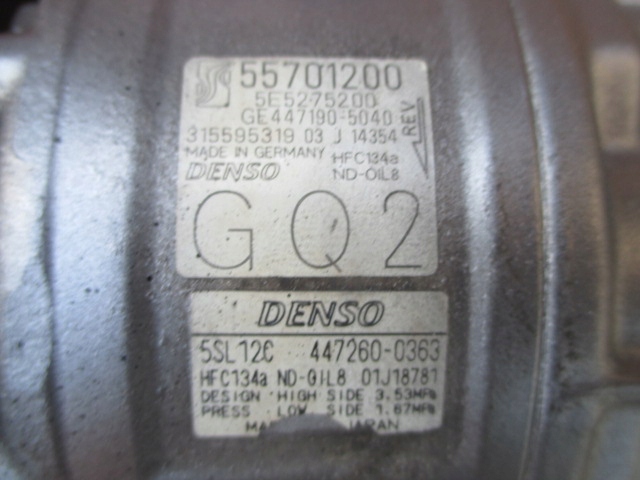 55701200
5E5275200
GE447190-5040
315595319 03 J 14354
REV
MADE IN GERMANY HFC134a
DENSO ND-OIL8
GQ2
DENSO
5SL12C 447260-0363
HFC134a ND-OIL8 01J18781
DESIGN HIGH SIDE 3.53MPa
PRESS LOW SIDE 1.67MPa
JAPAN